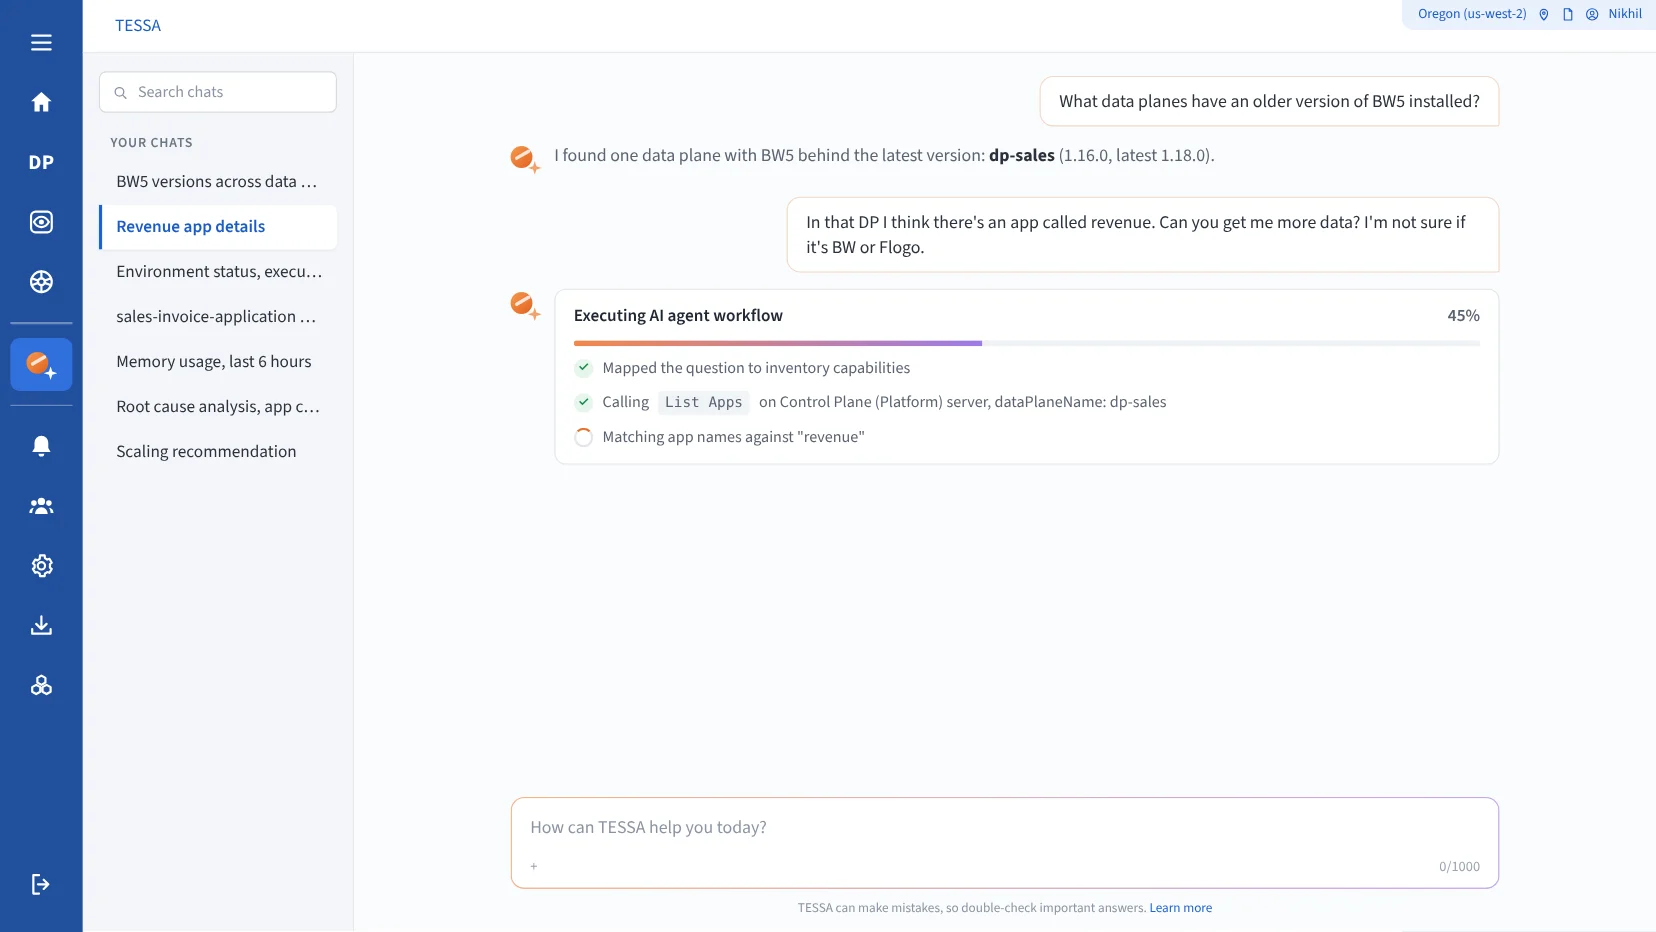 TESSA
Oregon (us-west-2)
Nikhil
DP
Search chats
YOUR CHATS
BW5 versions across data …
Revenue app details
Environment status, execu…
sales-invoice-application …
Memory usage, last 6 hours
Root cause analysis, app c…
Scaling recommendation
What data planes have an older version of BW5 installed?
I found one data plane with BW5 behind the latest version: dp-sales (1.16.0, latest 1.18.0).
In that DP I think there's an app called revenue. Can you get me more data? I'm not sure if
it's BW or Flogo.
Executing AI agent workflow
45%
Mapped the question to inventory capabilities
Calling List Apps on Control Plane (Platform) server, dataPlaneName: dp-sales
Matching app names against "revenue"
How can TESSA help you today?
+
0/1000
TESSA can make mistakes, so double-check important answers. Learn more